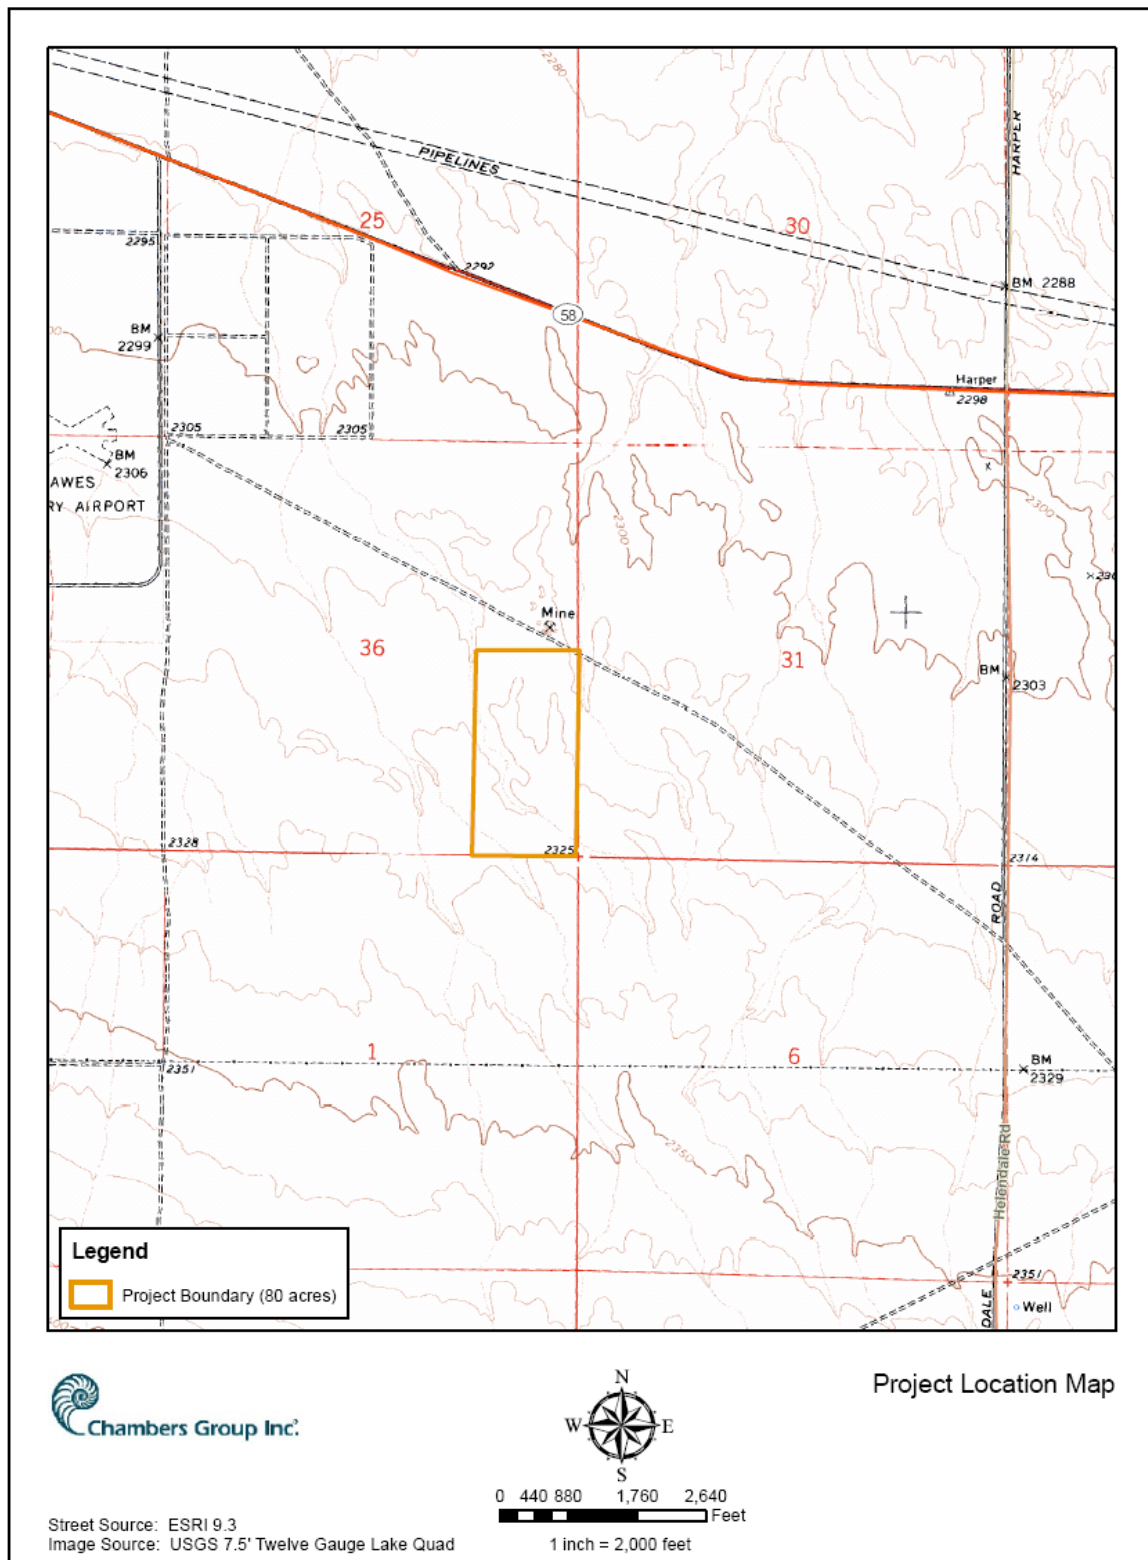 2280
HARPER
PIPELINES
25
30
2295
2292
BM 2288
58
BM
2299
Harper
2298
2305
2305
BM
2306
AWES
RY AIRPORT
2300
2300
230
Mine
36
31
BM
2303
2328
2325
2314
ROAD
1
6
2351
BM
2329
2350
Helendale Rd
2351
Well
DALE
Legend
Project Boundary (80 acres)
Chambers Group Inc.
N
W E
S
Project Location Map
0 440 880 1,760 2,640
Feet
Street Source: ESRI 9.3
Image Source: USGS 7.5' Twelve Gauge Lake Quad
1 inch = 2,000 feet